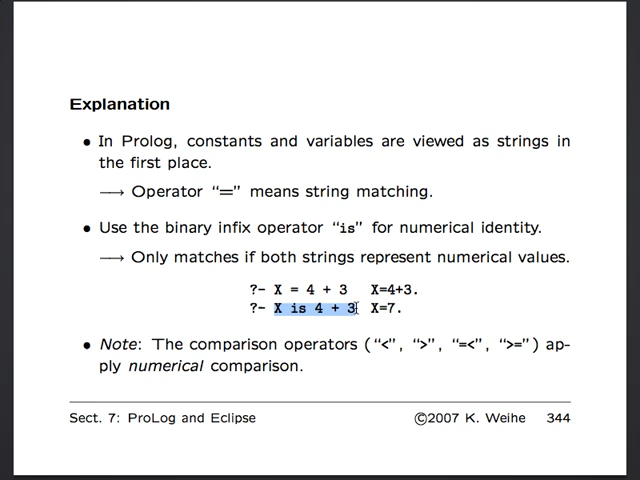 Explanation
• In Prolog, constants and variables are viewed as strings in
the first place.
⟶ Operator “=” means string matching.
• Use the binary infix operator “is” for numerical identity.
⟶ Only matches if both strings represent numerical values.
?- X = 4 + 3 X=4+3.
?- X is 4 + 3 X=7.
• Note: The comparison operators (“<”, “>”, “=<”, “>=”) ap-
ply numerical comparison.
Sect. 7: ProLog and Eclipse ©2007 K. Weihe 344